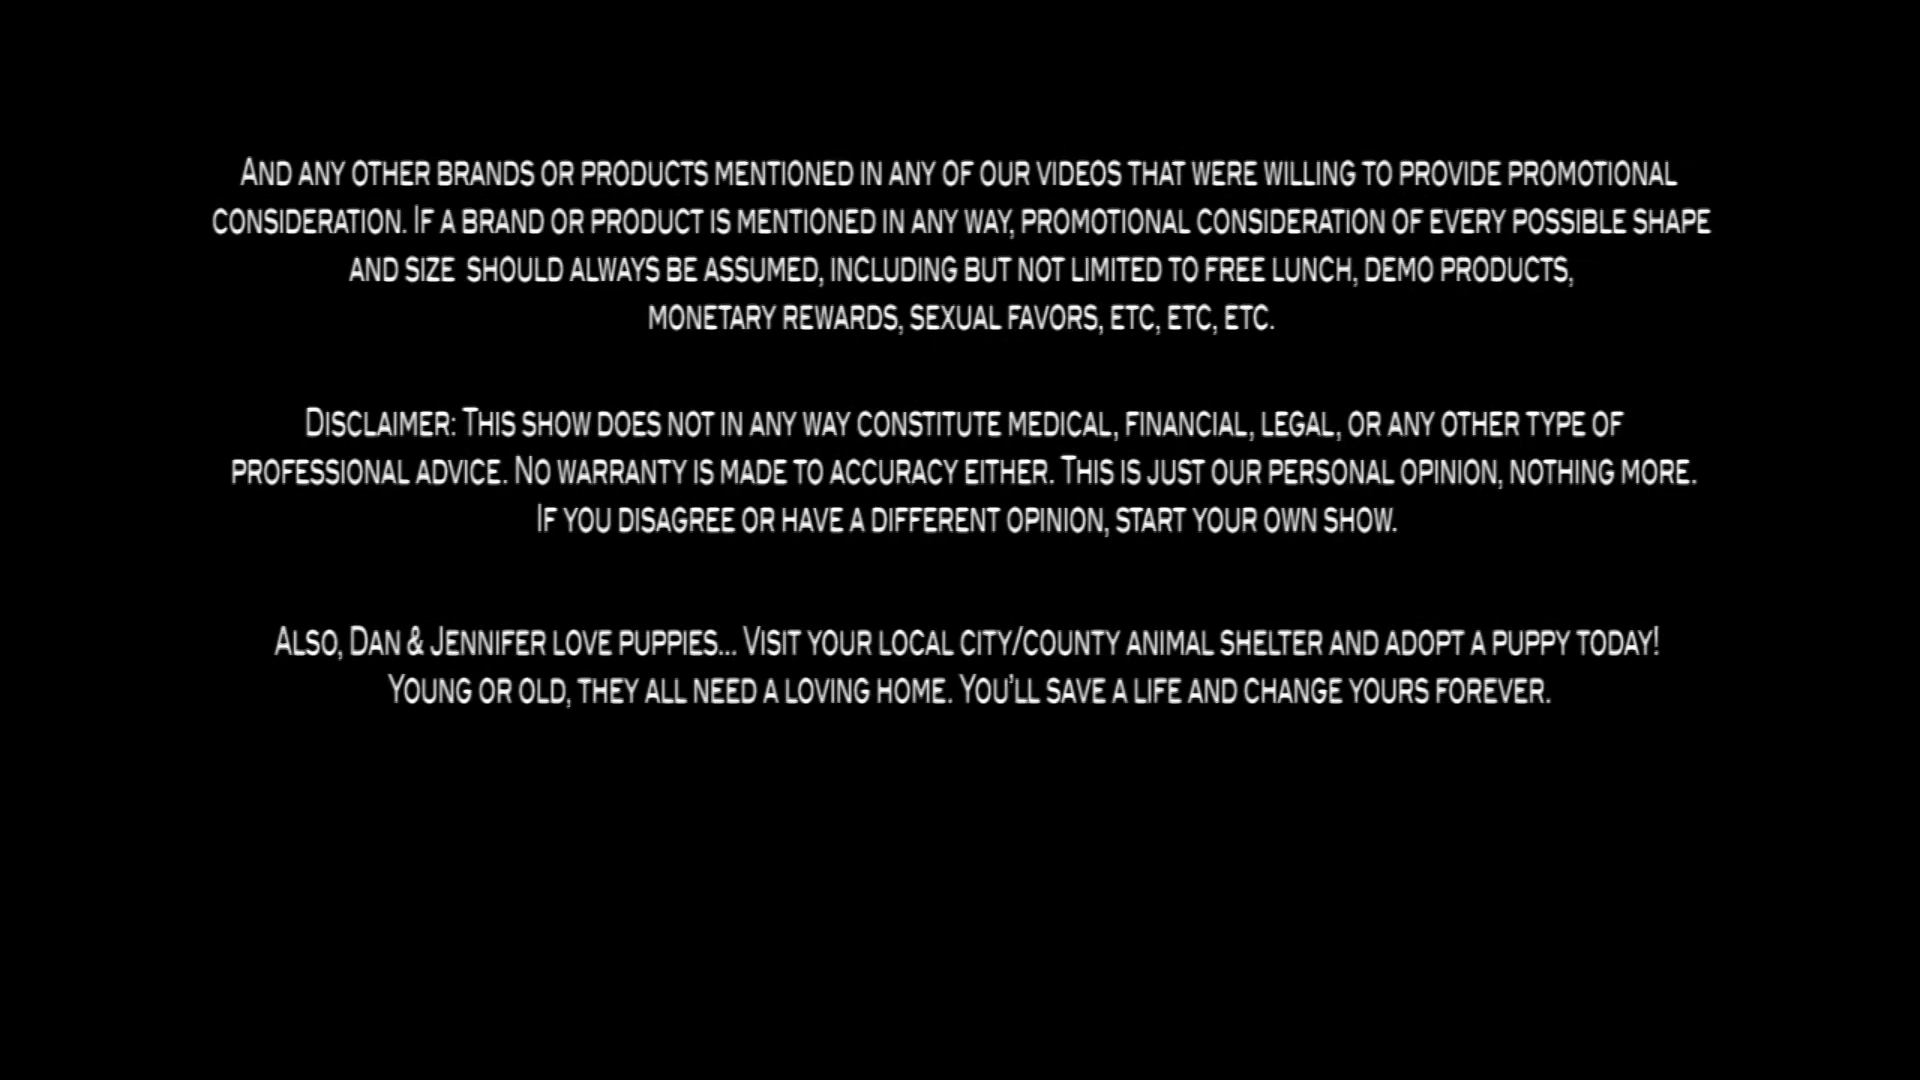 And any other brands or products mentioned in any of our videos that were willing to provide promotional
consideration. If a brand or product is mentioned in any way, promotional consideration of every possible shape
and size should always be assumed, including but not limited to free lunch, demo products,
monetary rewards, sexual favors, etc, etc, etc.
Disclaimer: This show does not in any way constitute medical, financial, legal, or any other type of
professional advice. No warranty is made to accuracy either. This is just our personal opinion, nothing more.
If you disagree or have a different opinion, start your own show.
Also, Dan & Jennifer love puppies... Visit your local city/county animal shelter and adopt a puppy today!
Young or old, they all need a loving home. You'll save a life and change yours forever.